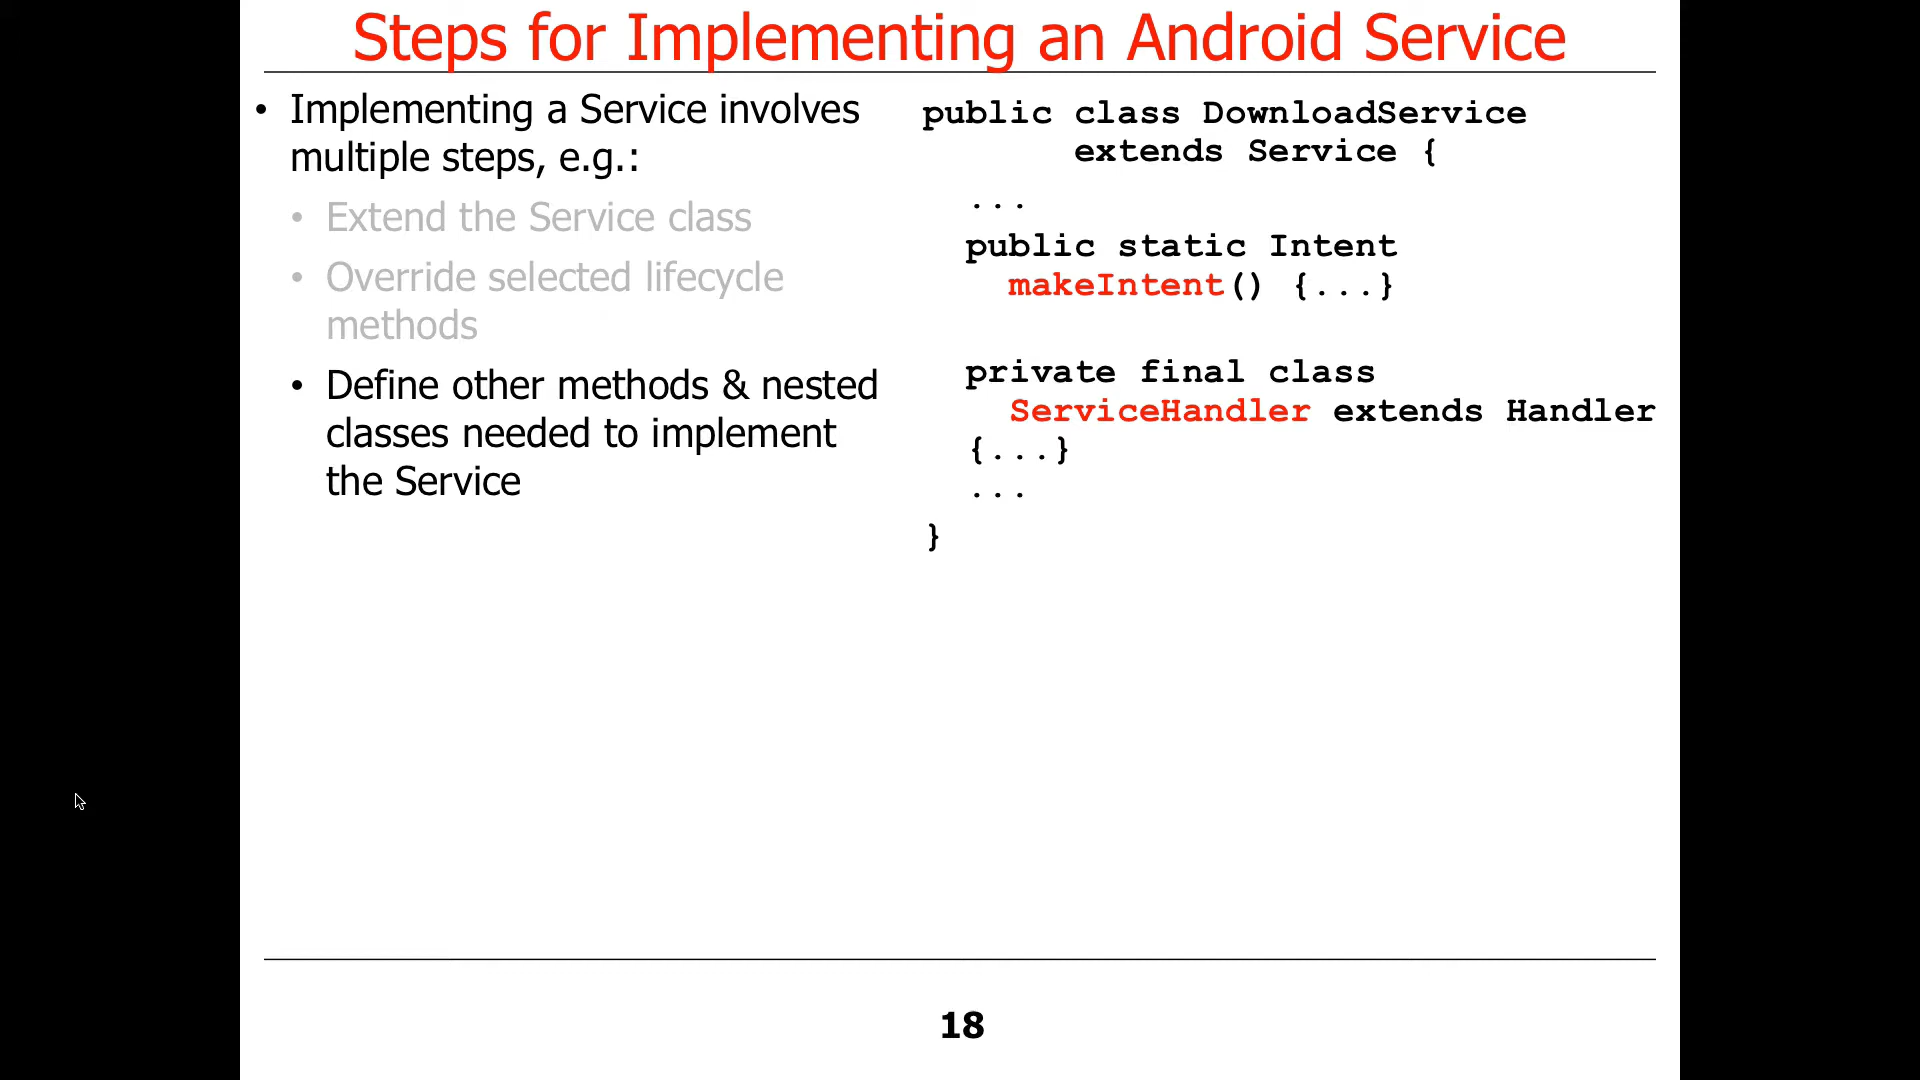 Steps for Implementing an Android Service
• Implementing a Service involves
multiple steps, e.g.:
• Extend the Service class
• Override selected lifecycle
methods
• Define other methods & nested
classes needed to implement
the Service
public class DownloadService
extends Service {
...
public static Intent
makeIntent() {...}
private final class
ServiceHandler extends Handler
{...}
...
}
18